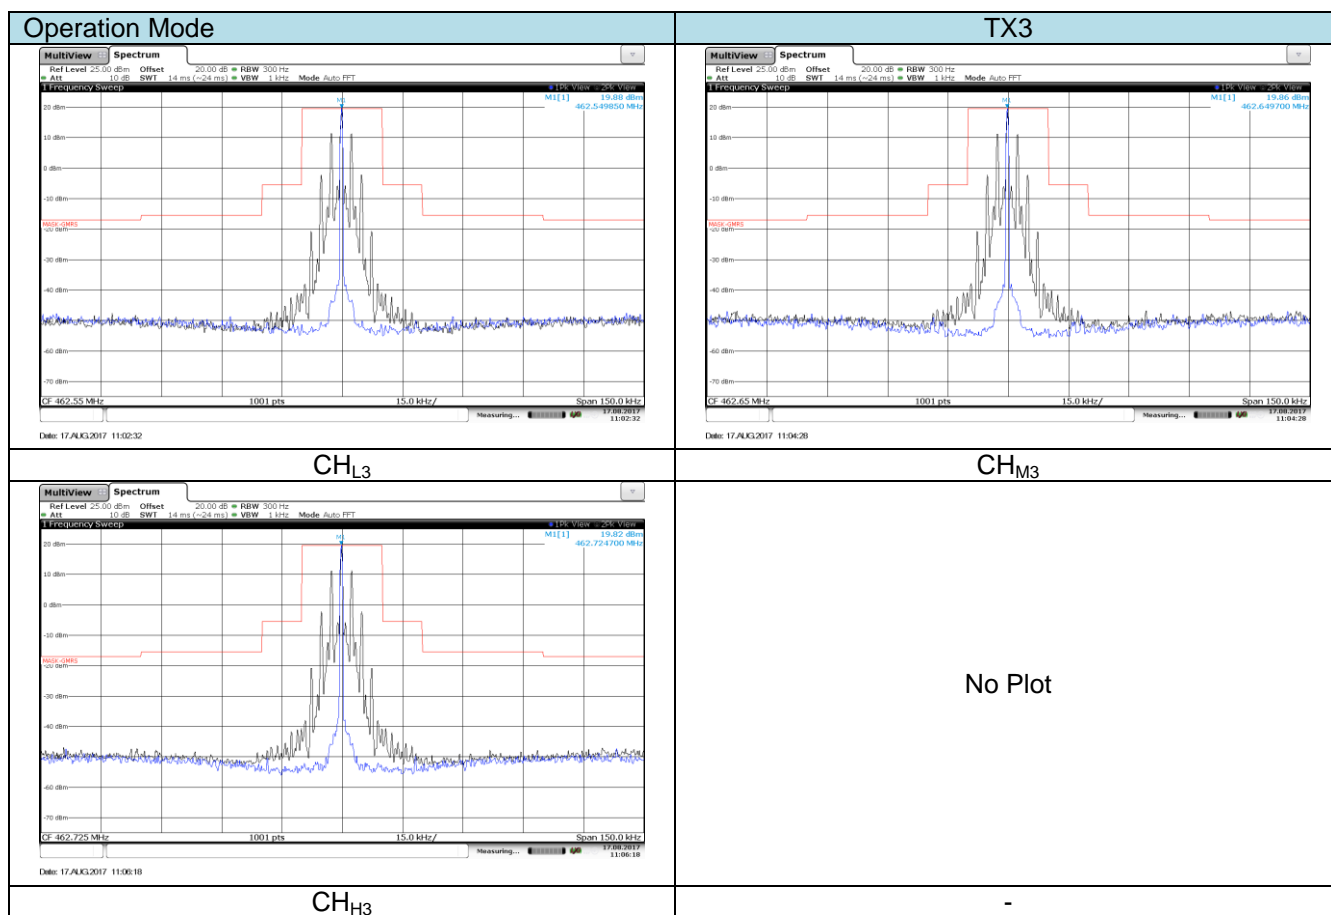 Operation Mode TX3
MultiView Spectrum
Ref Level 25.00 dBm Offset 20.00 dB RBW 300 Hz
Att 10 dB SWT 14 ms (~24 ms) VBW 1 kHz Mode Auto FFT
1 Frequency Sweep 1Pk View 2Pk View
M1[1] 19.88 dBm
462.549850 MHz
M1
20 dBm
10 dBm
0 dBm
-10 dBm
MASK-GMRS
-20 dBm
-30 dBm
-40 dBm
-60 dBm
-70 dBm
CF 462.55 MHz 1001 pts 15.0 kHz/ Span 150.0 kHz
Measuring... 17.08.2017
11:02:32
Date: 17.AUG.2017 11:02:32
MultiView Spectrum
Ref Level 25.00 dBm Offset 20.00 dB RBW 300 Hz
Att 10 dB SWT 14 ms (~24 ms) VBW 1 kHz Mode Auto FFT
1 Frequency Sweep 1Pk View 2Pk View
M1[1] 19.86 dBm
462.649700 MHz
M1
20 dBm
10 dBm
0 dBm
-10 dBm
MASK-GMRS
-20 dBm
-30 dBm
-40 dBm
-60 dBm
-70 dBm
CF 462.65 MHz 1001 pts 15.0 kHz/ Span 150.0 kHz
Measuring... 17.08.2017
11:04:28
Date: 17.AUG.2017 11:04:28
CHL3 CHM3
MultiView Spectrum
Ref Level 25.00 dBm Offset 20.00 dB RBW 300 Hz
Att 10 dB SWT 14 ms (~24 ms) VBW 1 kHz Mode Auto FFT
1 Frequency Sweep 1Pk View 2Pk View
M1[1] 19.82 dBm
462.724700 MHz
M1
20 dBm
10 dBm
0 dBm
-10 dBm
MASK-GMRS
-20 dBm
-30 dBm
-40 dBm
-60 dBm
-70 dBm
CF 462.725 MHz 1001 pts 15.0 kHz/ Span 150.0 kHz
Measuring... 17.08.2017
11:06:18
Date: 17.AUG.2017 11:06:18
No Plot
CHH3 -